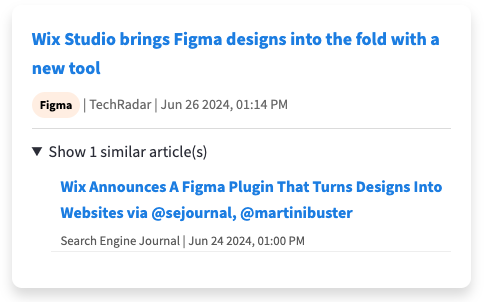 Wix Studio brings Figma designs into the fold with a
new tool
Figma | TechRadar | Jun 26 2024, 01:14 PM
▼ Show 1 similar article(s)
Wix Announces A Figma Plugin That Turns Designs Into
Websites via @sejournal, @martinibuster
Search Engine Journal | Jun 24 2024, 01:00 PM